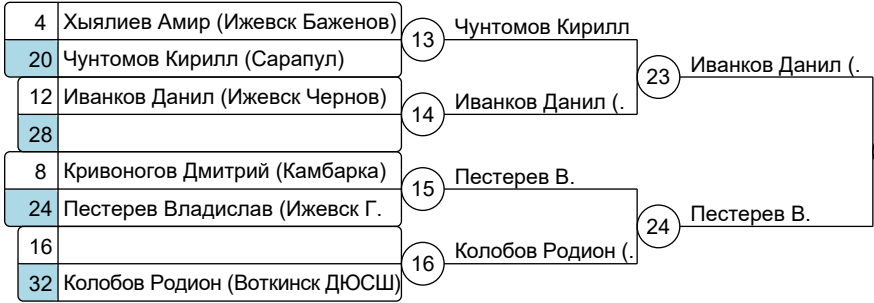 4 Хыялиев Амир (Ижевск Баженов)
20 Чунтомов Кирилл (Сарапул)
13 Чунтомов Кирилл
12 Иванков Данил (Ижевск Чернов)
28
14 Иванков Данил (.
23 Иванков Данил (.
8 Кривоногов Дмитрий (Камбарка)
24 Пестерев Владислав (Ижевск Г.
15 Пестерев В.
16
32 Колобов Родион (Воткинск ДЮСШ)
16 Колобов Родион (.
24 Пестерев В.